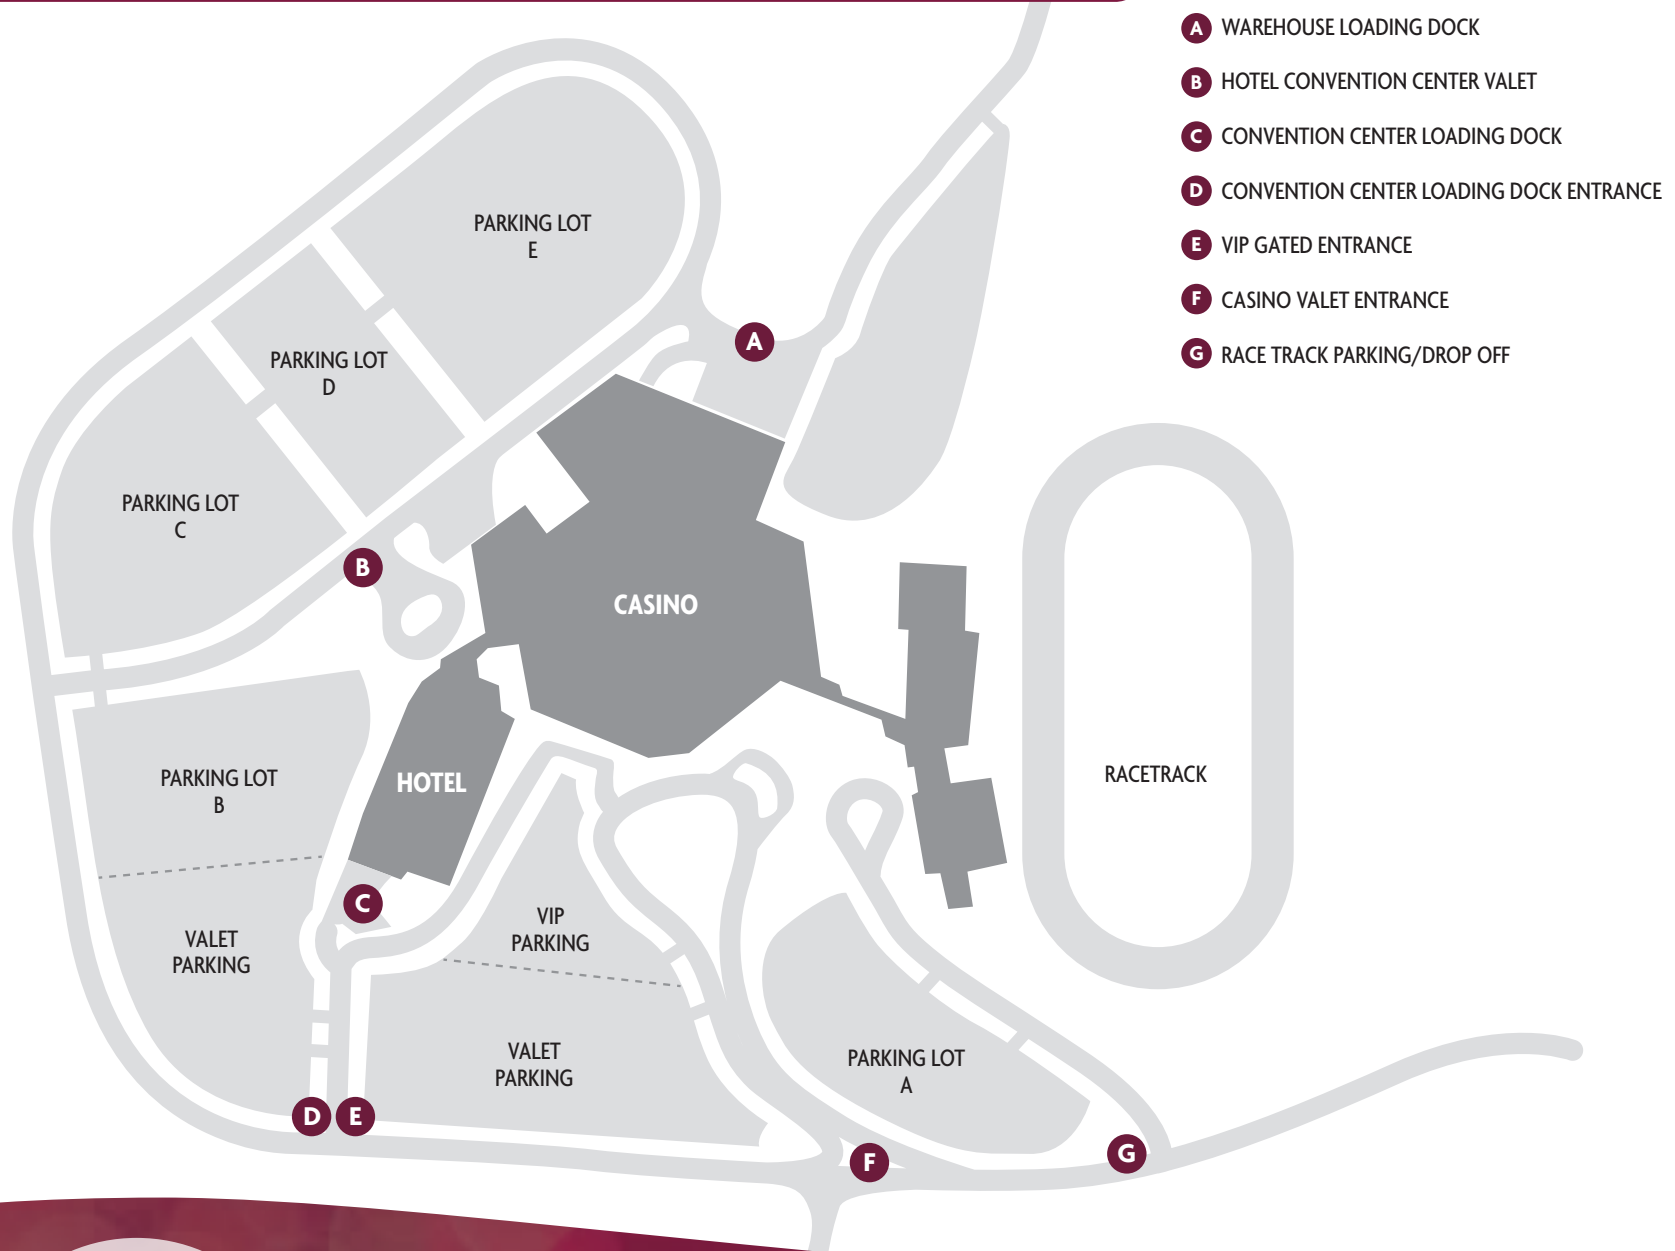 A WAREHOUSE LOADING DOCK
B HOTEL CONVENTION CENTER VALET
C CONVENTION CENTER LOADING DOCK
D CONVENTION CENTER LOADING DOCK ENTRANCE
E VIP GATED ENTRANCE
F CASINO VALET ENTRANCE
G RACE TRACK PARKING/DROP OFF
PARKING LOT
E
A
PARKING LOT
D
PARKING LOT
C
B
CASINO
HOTEL
RACETRACK
PARKING LOT
B
C
VIP
PARKING
VALET
PARKING
VALET
PARKING
PARKING LOT
A
D
E
F
G